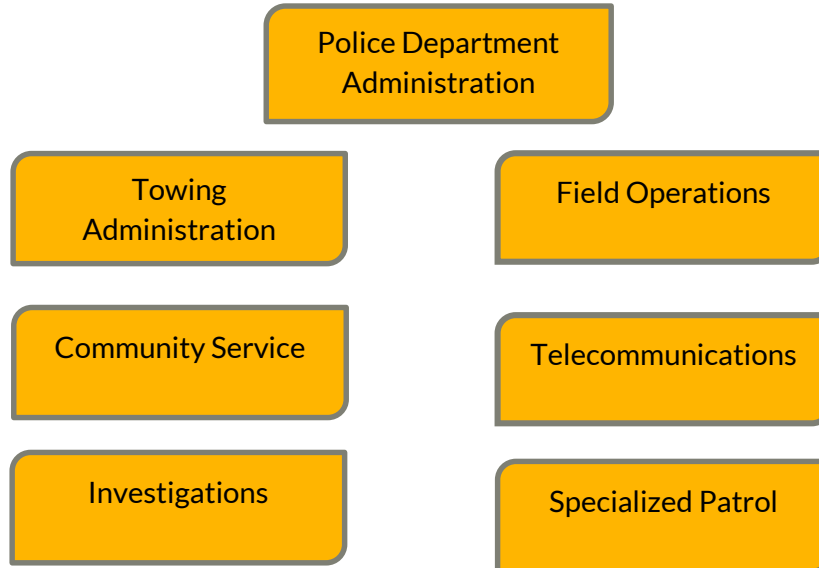 Police Department
Administration
Towing
Administration
Field Operations
Community Service
Telecommunications
Investigations
Specialized Patrol